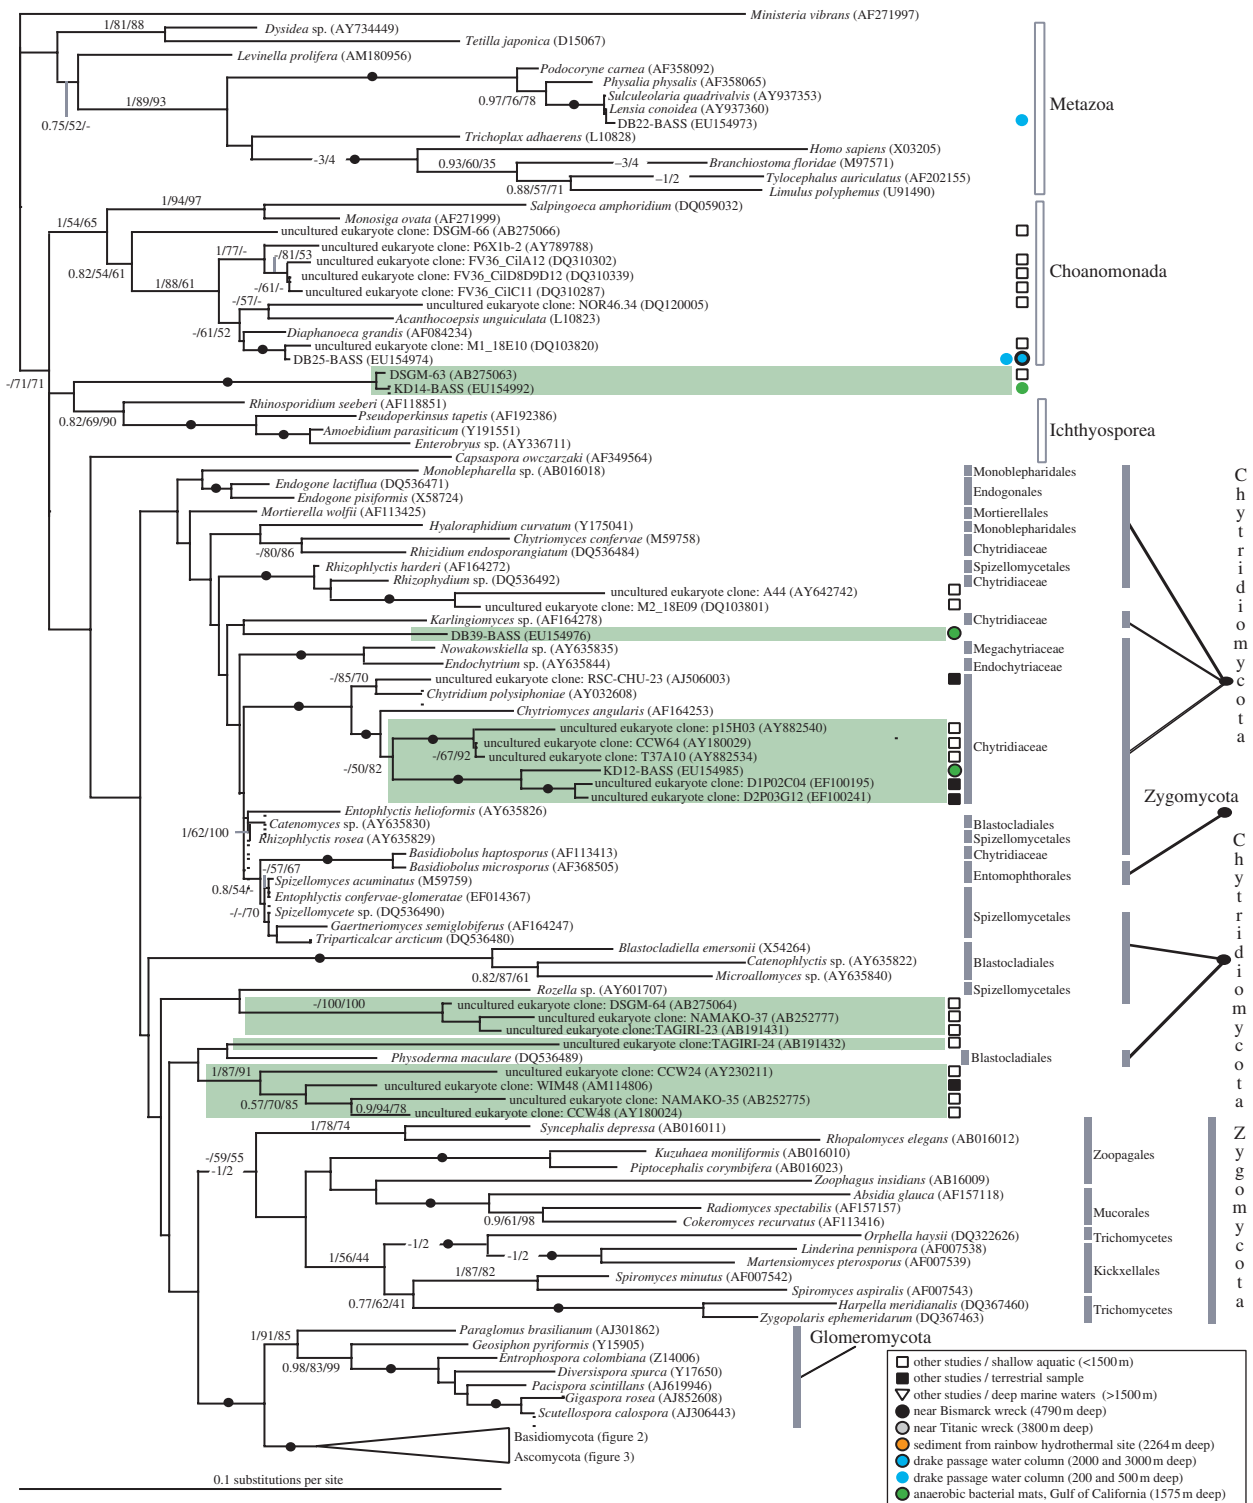 Ministeria vibrans (AF271997)
1/81/88
Dysidea sp. (AY734449)
Tetilla japonica (D15067)
Levinella prolifera (AM180956)
Podocoryne carnea (AF358092)
Physalia physalis (AF358065)
0.97/76/78
Sulculeolaria quadrivalvis (AY937353)
1/89/93
Lensia conoidea (AY937360)
Metazoa
0.75/52/-
DB22-BASS (EU154973)
Trichoplax adhaerens (L10828)
Homo sapiens (X03205)
-3/4
0.93/60/35
–3/4
Branchiostoma floridae (M97571)
–1/2
Tylocephalus auriculatus (AF202155)
0.88/57/71
Limulus polyphemus (U91490)
1/94/97
Salpingoeca amphoridium (DQ059032)
1/54/65
Monosiga ovata (AF271999)
uncultured eukaryote clone: DSGM-66 (AB275066)
1/77/-
uncultured eukaryote clone: P6X1b-2 (AY789788)
-/81/53
uncultured eukaryote clone: FV36_CilA12 (DQ310302)
0.82/54/61
uncultured eukaryote clone: FV36_CilD8D9D12 (DQ310339)
Choanomonada
1/88/61
-/61/-
uncultured eukaryote clone: FV36_CilC11 (DQ310287)
-/57/-
uncultured eukaryote clone: NOR46.34 (DQ120005)
Acanthocoepsis unguiculata (L10823)
-/61/52
Diaphanoeca grandis (AF084234)
uncultured eukaryote clone: M1_18E10 (DQ103820)
DB25-BASS (EU154974)
-/71/71
DSGM-63 (AB275063)
KD14-BASS (EU154992)
Rhinosporidium seeberi (AF118851)
0.82/69/90
Pseudoperkinsus tapetis (AF192386)
Amoebidium parasiticum (Y191551)
Ichthyosporea
Enterobryus sp. (AY336711)
Capsaspora owczarzaki (AF349564)
Monoblepharella sp. (AB016018)
Monoblepharidales
Endogone lactiflua (DQ536471)
Endogonales
Endogone pisiformis (X58724)
Mortierella wolfii (AF113425)
Mortierellales
Hyaloraphidium curvatum (Y175041)
Monoblepharidales
Chytriomyces confervae (M59758)
-/80/86
Rhizidium endosporangiatum (DQ536484)
Chytridiaceae
Rhizophlyctis harderi (AF164272)
Spizellomycetales
Rhizophydium sp. (DQ536492)
Chytridiaceae
uncultured eukaryote clone: A44 (AY642742)
uncultured eukaryote clone: M2_18E09 (DQ103801)
Karlingiomyces sp. (AF164278)
Chytridiaceae
DB39-BASS (EU154976)
Nowakowskiella sp. (AY635835)
Megachytriaceae
Endochytrium sp. (AY635844)
Endochytriaceae
-/85/70
uncultured eukaryote clone: RSC-CHU-23 (AJ506003)
Chytridium polysiphoniae (AY032608)
Chytriomyces angularis (AF164253)
Chytridiomycota
uncultured eukaryote clone: p15H03 (AY882540)
uncultured eukaryote clone: CCW64 (AY180029)
Chytridiaceae
-/67/92
uncultured eukaryote clone: T37A10 (AY882534)
-/50/82
KD12-BASS (EU154985)
uncultured eukaryote clone: D1P02C04 (EF100195)
uncultured eukaryote clone: D2P03G12 (EF100241)
Zygomycota
Entophlyctis helioformis (AY635826)
Catenomyces sp. (AY635830)
Blastocladiales
1/62/100
Rhizophlyctis rosea (AY635829)
Spizellomycetales
Basidiobolus haptosporus (AF113413)
Chytridiaceae
-/57/67
Basidiobolus microsporus (AF368505)
Entomophthorales
0.8/54/-
Spizellomyces acuminatus (M59759)
Entophlyctis confervae-glomeratae (EF014367)
-/-/70
Spizellomycete sp. (DQ536490)
Spizellomycetales
Gaertneriomyces semiglobiferus (AF164247)
Triparticalcar arcticum (DQ536480)
Blastocladiella emersonii (X54264)
Catenophlyctis sp. (AY635822)
Blastocladiales
0.82/87/61
Microallomyces sp. (AY635840)
Rozella sp. (AY601707)
Spizellomycetales
-/100/100
uncultured eukaryote clone: DSGM-64 (AB275064)
uncultured eukaryote clone: NAMAKO-37 (AB252777)
uncultured eukaryote clone:TAGIRI-23 (AB191431)
uncultured eukaryote clone:TAGIRI-24 (AB191432)
Physoderma maculare (DQ536489)
Blastocladiales
Chytridiomycota
1/87/91
uncultured eukaryote clone: CCW24 (AY230211)
uncultured eukaryote clone: WIM48 (AM114806)
0.57/70/85
uncultured eukaryote clone: NAMAKO-35 (AB252775)
0.9/94/78
uncultured eukaryote clone: CCW48 (AY180024)
1/78/74
Syncephalis depressa (AB016011)
Rhopalomyces elegans (AB016012)
-/59/55
-1/2
Kuzuhaea moniliformis (AB016010)
Zoopagales
Piptocephalis corymbifera (AB016023)
Zoophagus insidians (AB16009)
Absidia glauca (AF157118)
Radiomyces spectabilis (AF157157)
Mucorales
0.9/61/98
Cokeromyces recurvatus (AF113416)
Zygomycota
Orphella haysii (DQ322626)
Trichomycetes
-1/2
1/56/44
-1/2
Linderina pennispora (AF007538)
Martensiomyces pterosporus (AF007539)
1/87/82
Spiromyces minutus (AF007542)
Kickxellales
Spiromyces aspiralis (AF007543)
0.77/62/41
Harpella meridianalis (DQ367460)
Trichomycetes
Zygopolaris ephemeridarum (DQ367463)
Paraglomus brasilianum (AJ301862)
Glomeromycota
1/91/85
Geosiphon pyriformis (Y15905)
0.98/83/99
Entrophospora colombiana (Z14006)
Diversispora spurca (Y17650)
Pacispora scintillans (AJ619946)
Gigaspora rosea (AJ852608)
Scutellospora calospora (AJ306443)
Basidiomycota (figure 2)
Ascomycota (figure 3)
0.1 substitutions per site
other studies / shallow aquatic (<1500 m)
other studies / terrestrial sample
other studies / deep marine waters (>1500 m)
near Bismarck wreck (4790 m deep)
near Titanic wreck (3800 m deep)
sediment from rainbow hydrothermal site (2264 m deep)
drake passage water column (2000 and 3000 m deep)
drake passage water column (200 and 500 m deep)
anaerobic bacterial mats, Gulf of California (1575 m deep)